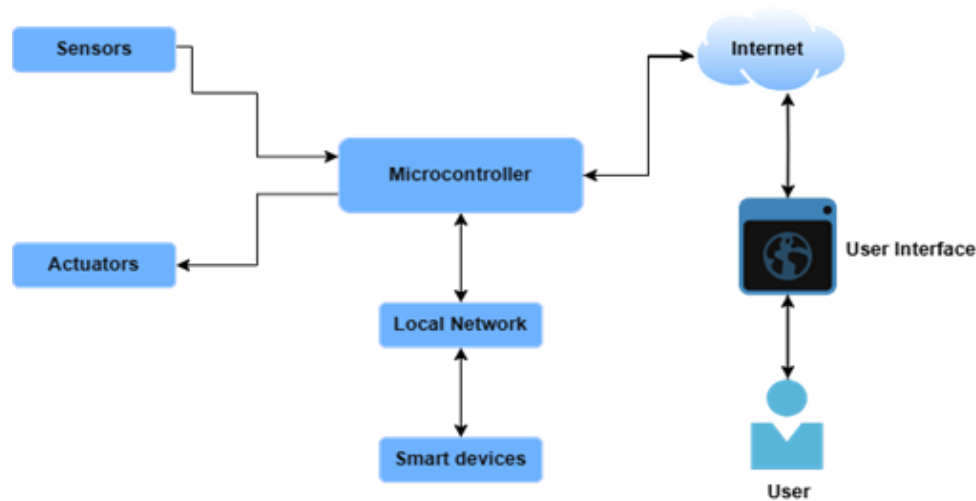 Sensors
Internet
Microcontroller
User Interface
Actuators
Local Network
Smart devices
User